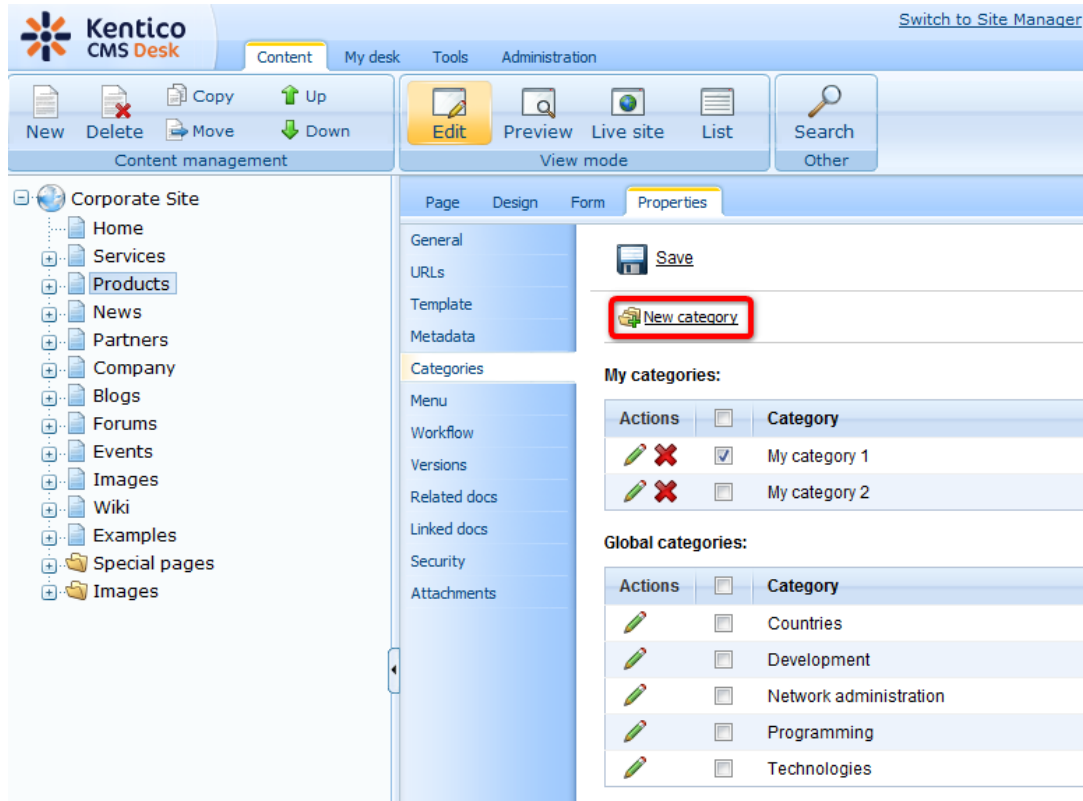 Kentico
CMS Desk
Switch to Site Manager
Content My desk Tools Administration
New Delete Copy Move Up Down
Content management
Edit Preview Live site List
View mode
Search
Other
Corporate Site
Home
Services
Products
News
Partners
Company
Blogs
Forums
Events
Images
Wiki
Examples
Special pages
Images
Page Design Form Properties
General
URLs
Template
Metadata
Categories
Menu
Workflow
Versions
Related docs
Linked docs
Security
Attachments
Save
New category
My categories:
Actions Category
My category 1
My category 2
Global categories:
Actions Category
Countries
Development
Network administration
Programming
Technologies